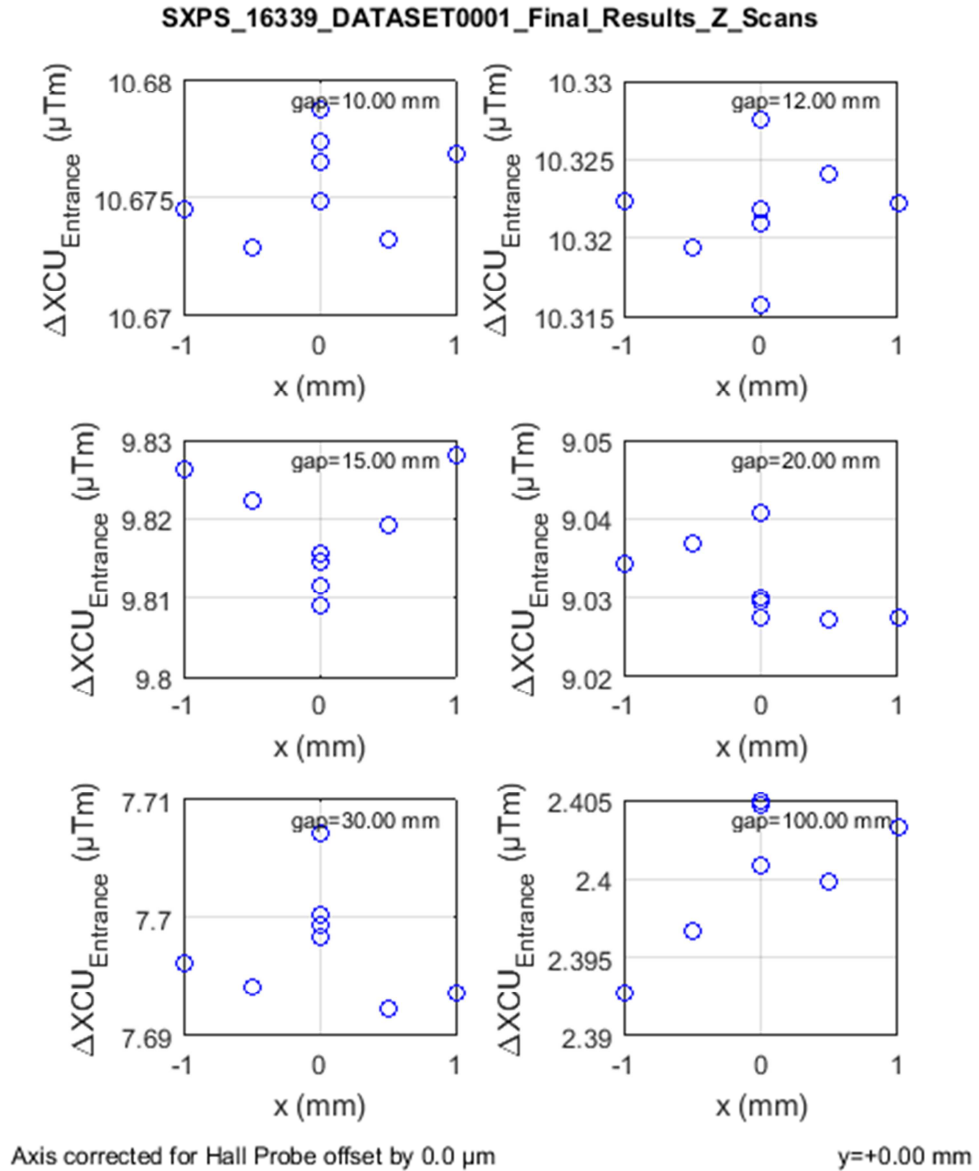 SXPS_16339_DATASET0001_Final_Results_Z_Scans
ΔXCU_Entrance (µTm)
10.68
10.675
10.67
gap=10.00 mm
-1 0 1
x (mm)
ΔXCU_Entrance (µTm)
10.33
10.325
10.32
10.315
gap=12.00 mm
-1 0 1
x (mm)
ΔXCU_Entrance (µTm)
9.83
9.82
9.81
9.8
gap=15.00 mm
-1 0 1
x (mm)
ΔXCU_Entrance (µTm)
9.05
9.04
9.03
9.02
gap=20.00 mm
-1 0 1
x (mm)
ΔXCU_Entrance (µTm)
7.71
7.7
7.69
gap=30.00 mm
-1 0 1
x (mm)
ΔXCU_Entrance (µTm)
2.405
2.4
2.395
2.39
gap=100.00 mm
-1 0 1
x (mm)
Axis corrected for Hall Probe offset by 0.0 µm
y=+0.00 mm